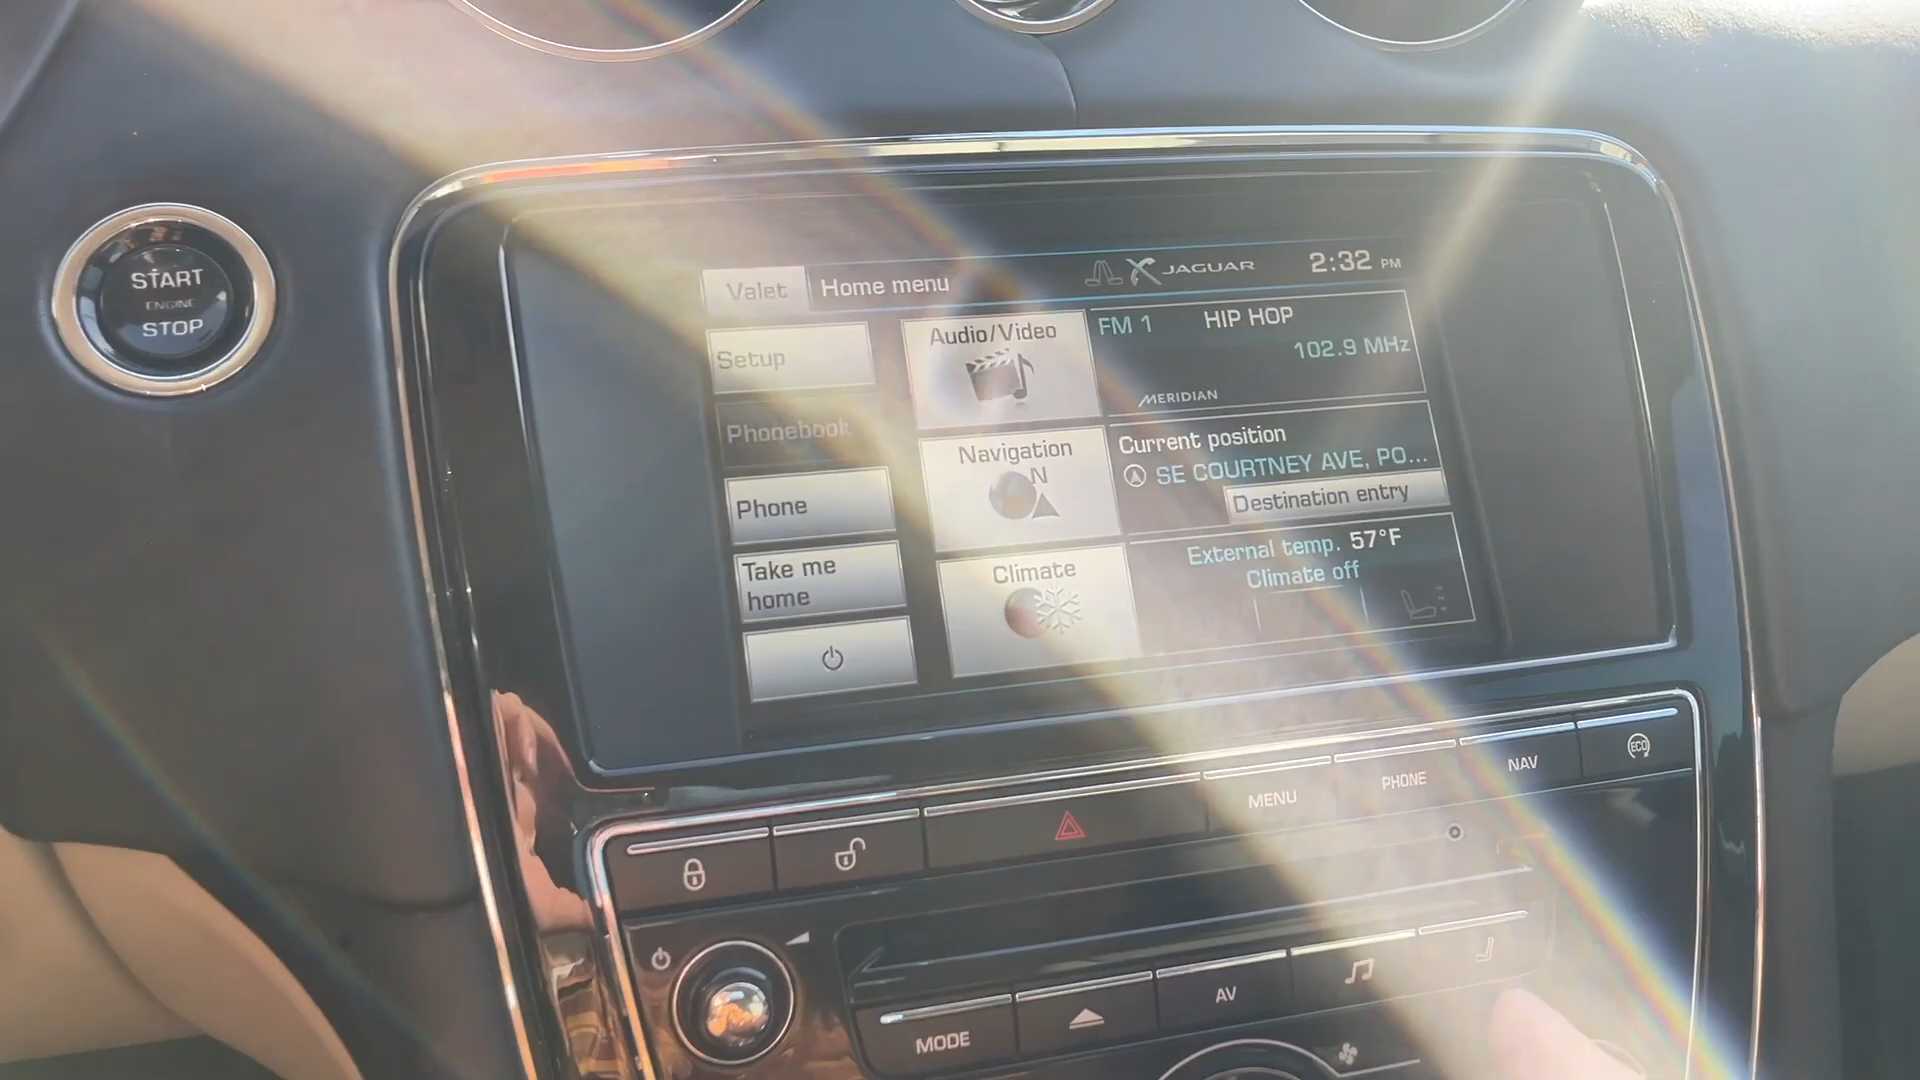 START
ENGINE
STOP
Valet
Home menu
JAGUAR
2:32 PM
Setup
Audio/Video
FM 1
HIP HOP
102.9 MHz
MERIDIAN
Phonebook
Navigation
N
Current position
SE COURTNEY AVE, PO...
Destination entry
Phone
Take me
home
Climate
External temp. 57°F
Climate off
MENU
PHONE
NAV
ECO
MODE
AV